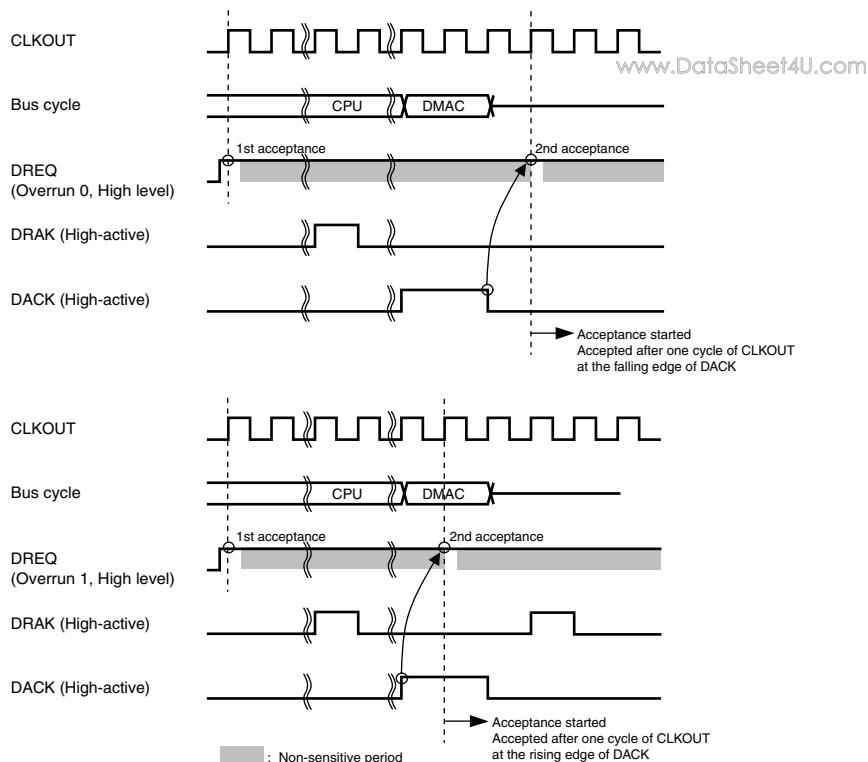 CLKOUT
www.DataSheet4U.com
Bus cycle
CPU
DMAC
1st acceptance
2nd acceptance
DREQ
(Overrun 0, High level)
DRAK (High-active)
DACK (High-active)
Acceptance started
Accepted after one cycle of CLKOUT
at the falling edge of DACK
CLKOUT
Bus cycle
CPU
DMAC
1st acceptance
2nd acceptance
DREQ
(Overrun 1, High level)
DRAK (High-active)
DACK (High-active)
Acceptance started
Accepted after one cycle of CLKOUT
at the rising edge of DACK
: Non-sensitive period